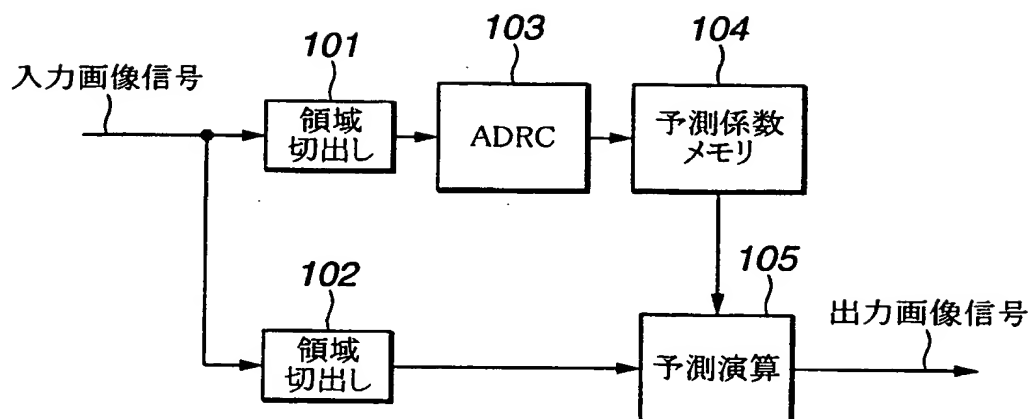 101
103
104
入力画像信号
領域
切出し
ADRC
予測係数
メモリ
102
105
領域
切出し
予測演算
出力画像信号